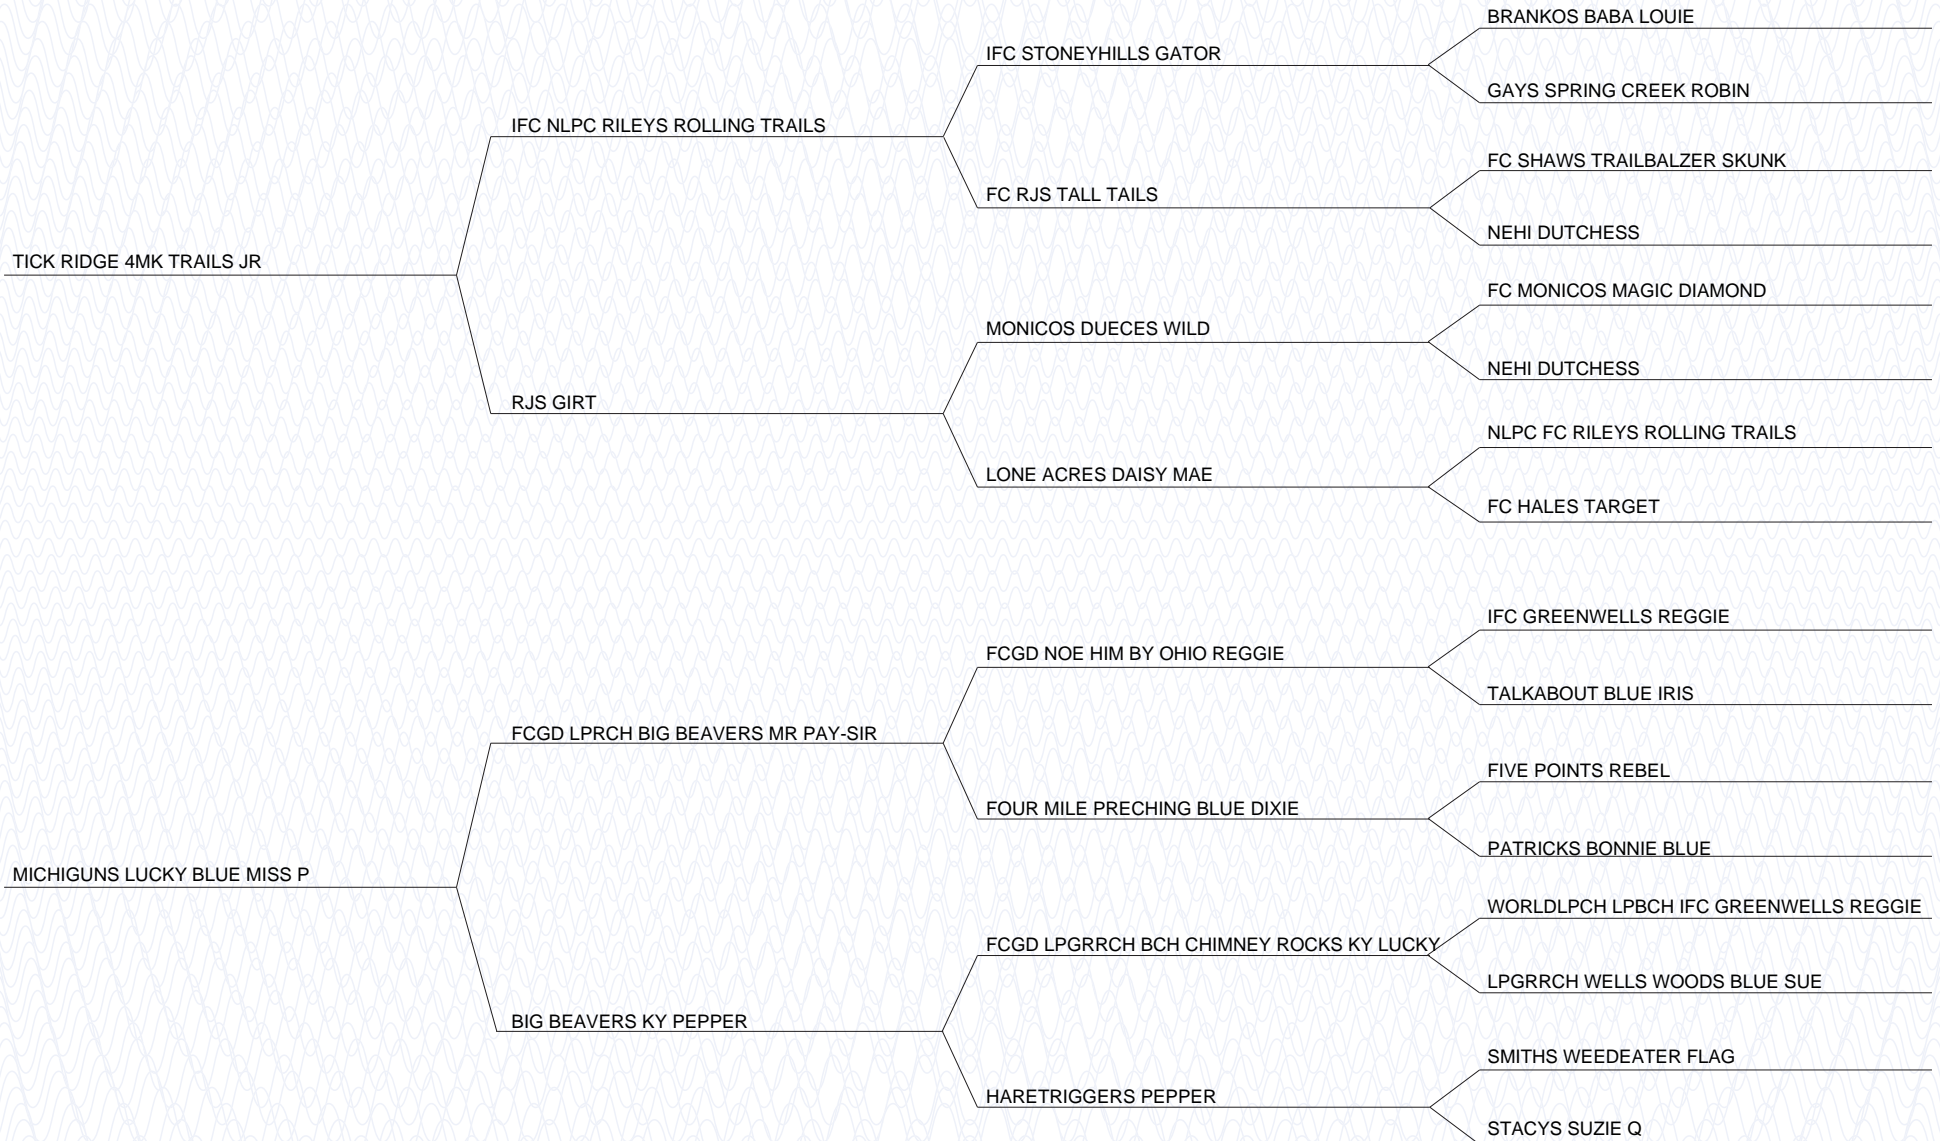 BRANKOS BABA LOUIE
IFC STONEYHILLS GATOR
GAYS SPRING CREEK ROBIN
IFC NLPC RILEYS ROLLING TRAILS
FC SHAWS TRAILBALZER SKUNK
FC RJS TALL TAILS
NEHI DUTCHESS
TICK RIDGE 4MK TRAILS JR
FC MONICOS MAGIC DIAMOND
MONICOS DUECES WILD
NEHI DUTCHESS
RJS GIRT
NLPC FC RILEYS ROLLING TRAILS
LONE ACRES DAISY MAE
FC HALES TARGET
IFC GREENWELLS REGGIE
FCGD NOE HIM BY OHIO REGGIE
TALKABOUT BLUE IRIS
FCGD LPRCH BIG BEAVERS MR PAY-SIR
FIVE POINTS REBEL
FOUR MILE PRECHING BLUE DIXIE
PATRICKS BONNIE BLUE
MICHIGUNS LUCKY BLUE MISS P
WORLDLPCH LPBCH IFC GREENWELLS REGGIE
FCGD LPGRRCH BCH CHIMNEY ROCKS KY LUCKY
LPGRRCH WELLS WOODS BLUE SUE
BIG BEAVERS KY PEPPER
SMITHS WEEDEATER FLAG
HARETRIGGERS PEPPER
STACYS SUZIE Q